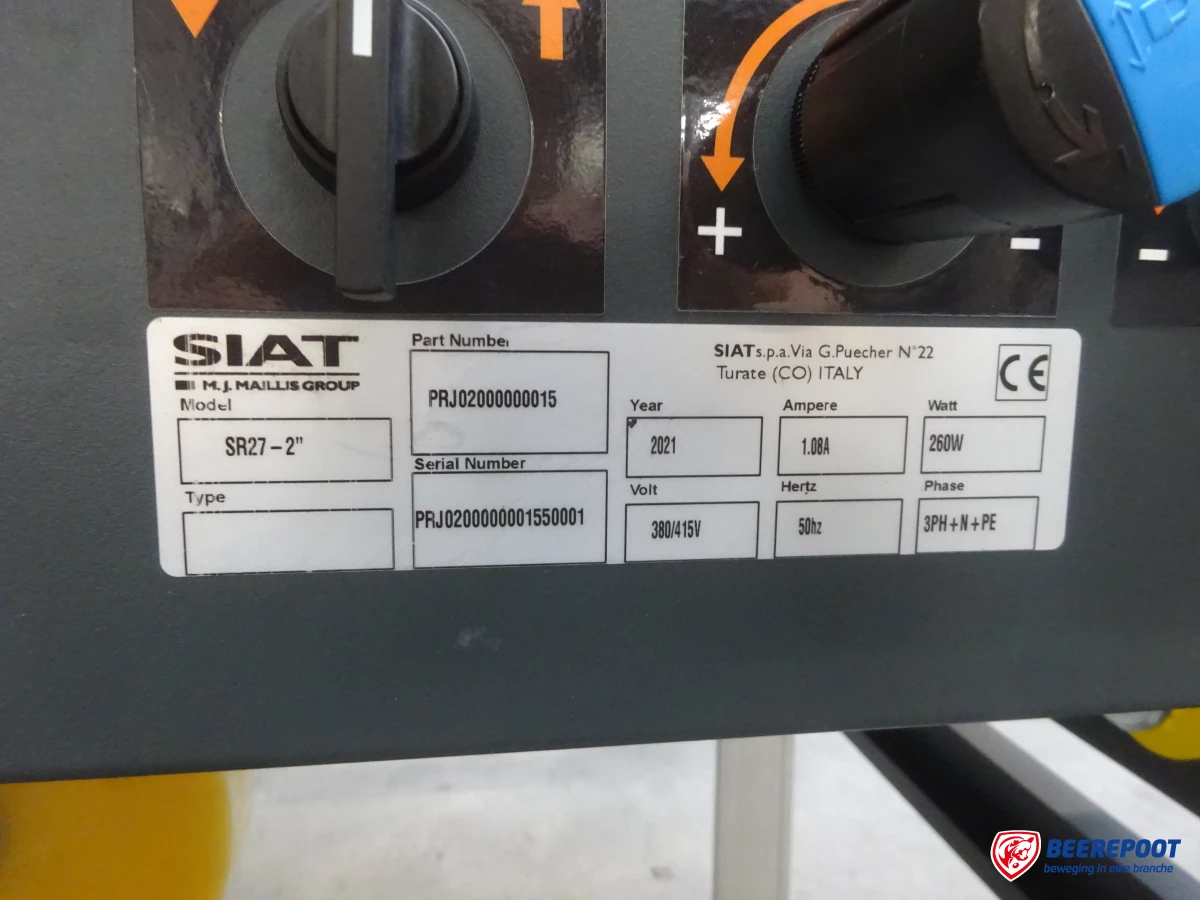 +
-
-
SIAT
M.J. MAILLIS GROUP
Model
SR27-2"
Type
Part Number
PRJ02000000015
Serial Number
PRJ0200000001550001
SIAT s.p.a. Via G.Puecher N°22
Turate (CO) ITALY
CE
Year
2021
Ampere
1.08A
Watt
260W
Volt
380/415V
Hertz
50hz
Phase
3PH+N+PE
BEEREPOOT
beweging in elke branche